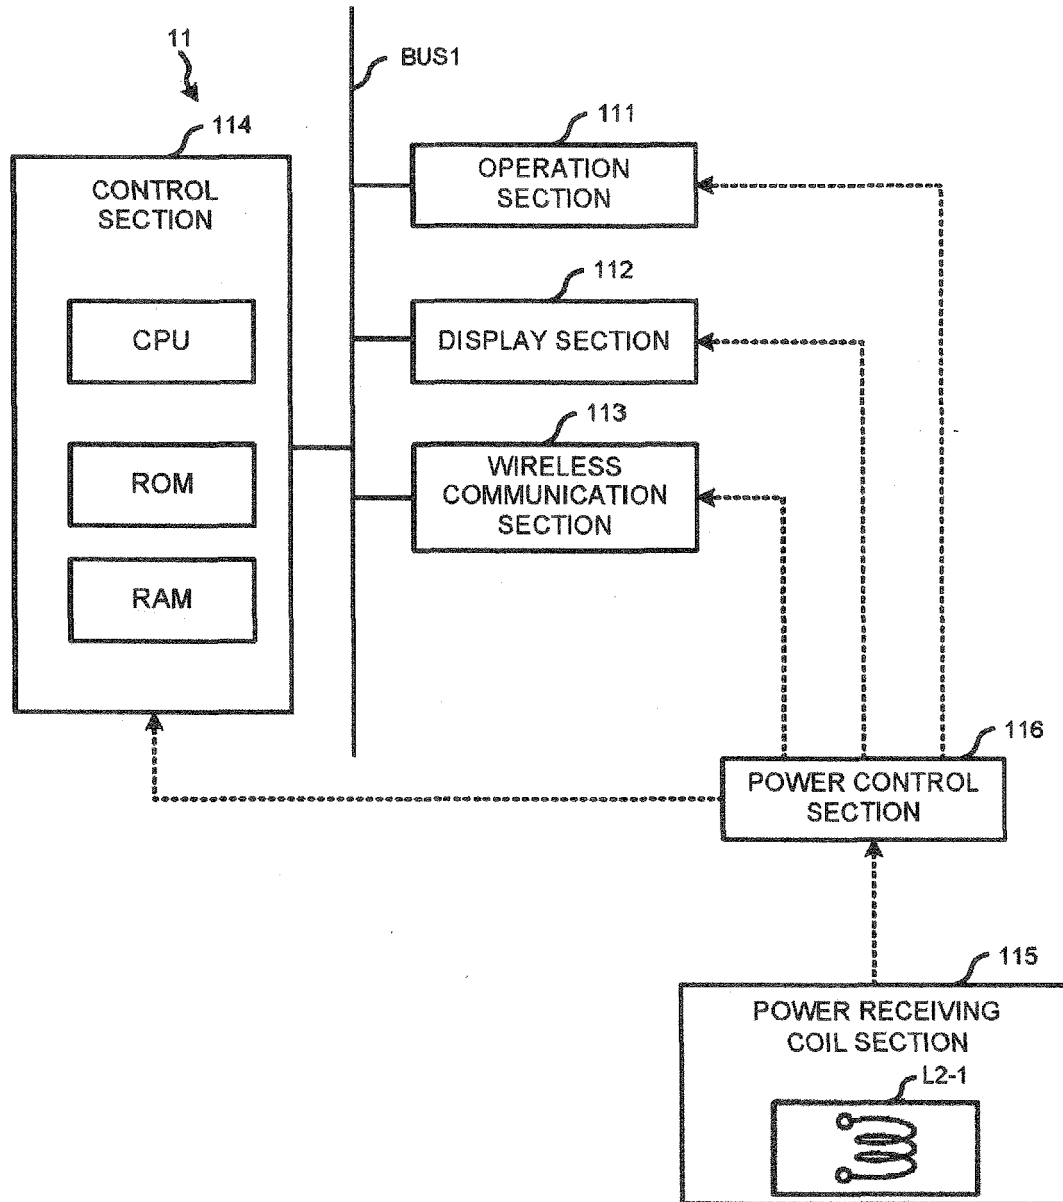 11
BUS1
114
CONTROL
SECTION
CPU
ROM
RAM
111
OPERATION
SECTION
112
DISPLAY SECTION
113
WIRELESS
COMMUNICATION
SECTION
116
POWER CONTROL
SECTION
115
POWER RECEIVING
COIL SECTION
L2-1